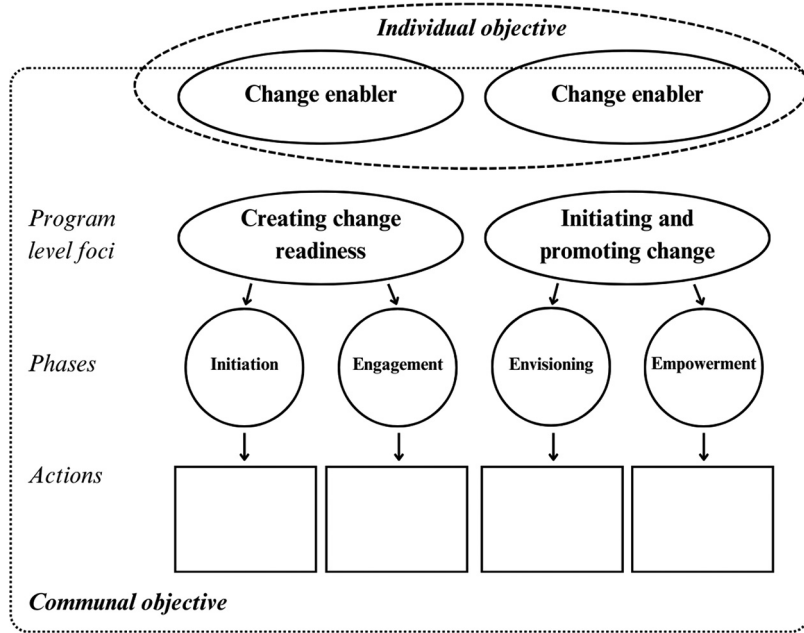 Individual objective
Change enabler
Change enabler
Program
level foci
Creating change
readiness
Initiating and
promoting change
Phases
Initiation
Engagement
Envisioning
Empowerment
Actions
Communal objective